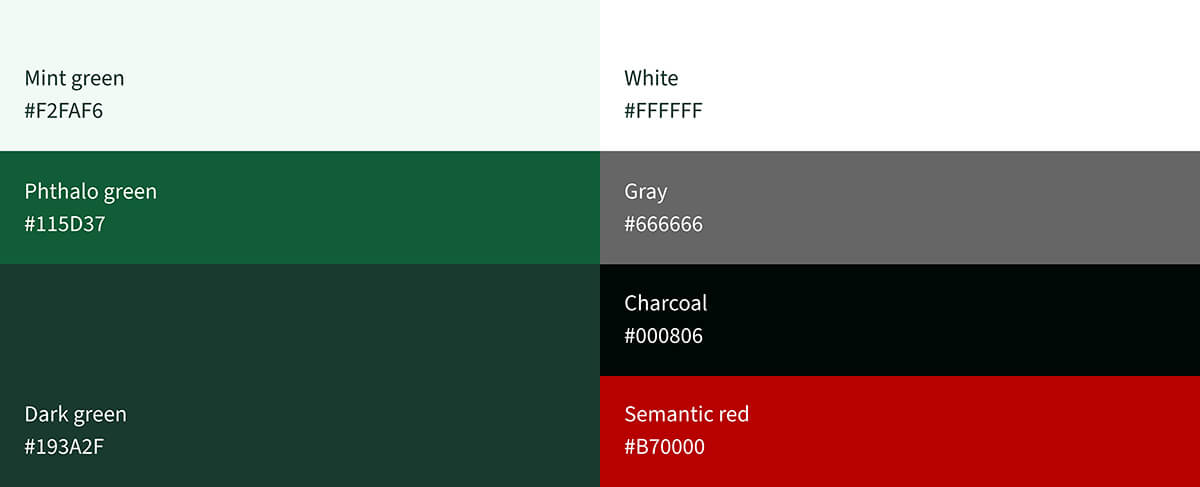 Mint green
#F2FAF6
Phthalo green
#115D37
Dark green
#193A2F
White
#FFFFFF
Gray
#666666
Charcoal
#000806
Semantic red
#B70000